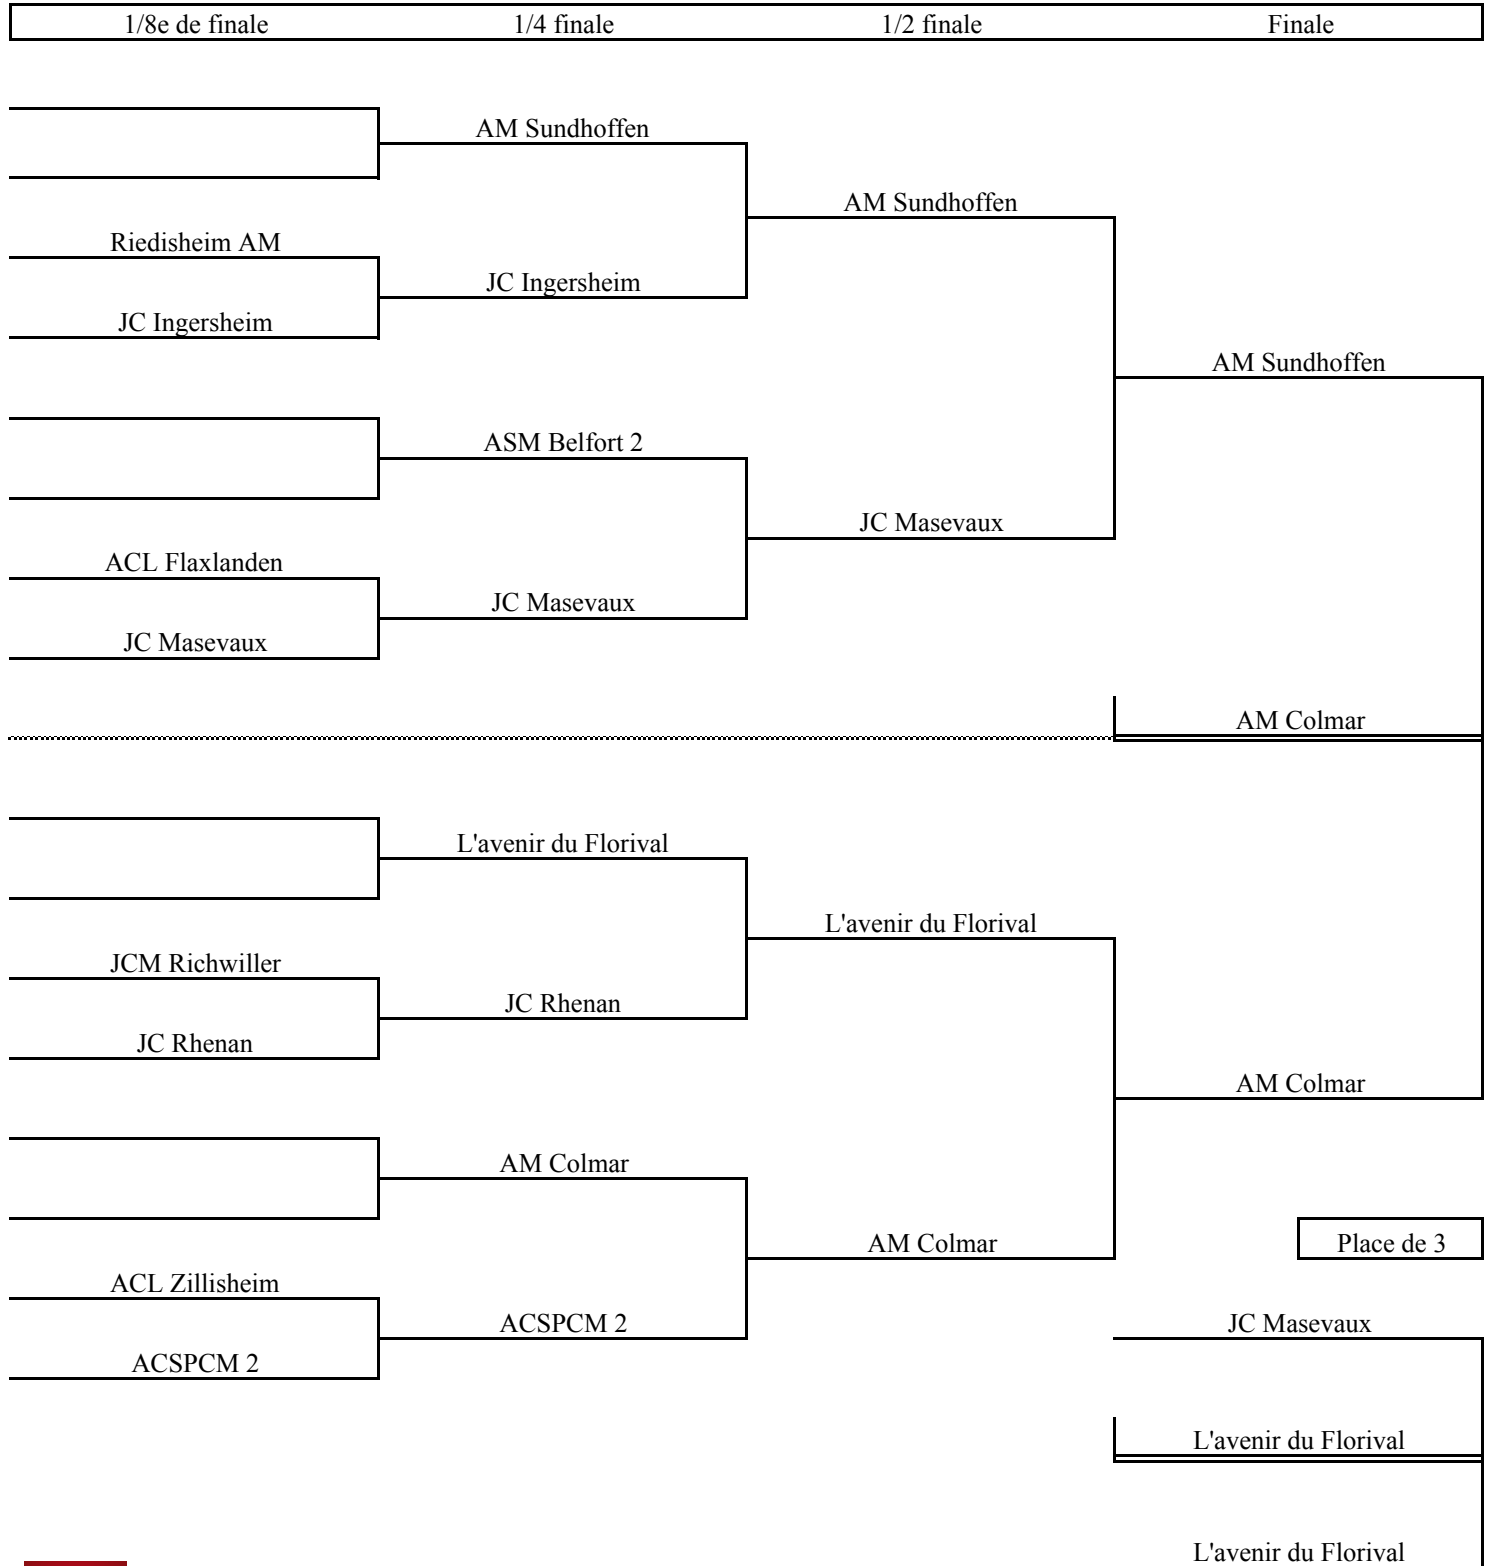 1/8e de finale 1/4 finale 1/2 finale Finale
AM Sundhoffen
AM Sundhoffen
Riedisheim AM
JC Ingersheim
JC Ingersheim
AM Sundhoffen
ASM Belfort 2
JC Masevaux
ACL Flaxlanden
JC Masevaux
JC Masevaux
AM Colmar
L'avenir du Florival
L'avenir du Florival
JCM Richwiller
JC Rhenan
JC Rhenan
AM Colmar
AM Colmar
AM Colmar
Place de 3
ACL Zillisheim
ACSPCM 2
JC Masevaux
ACSPCM 2
L'avenir du Florival
L'avenir du Florival